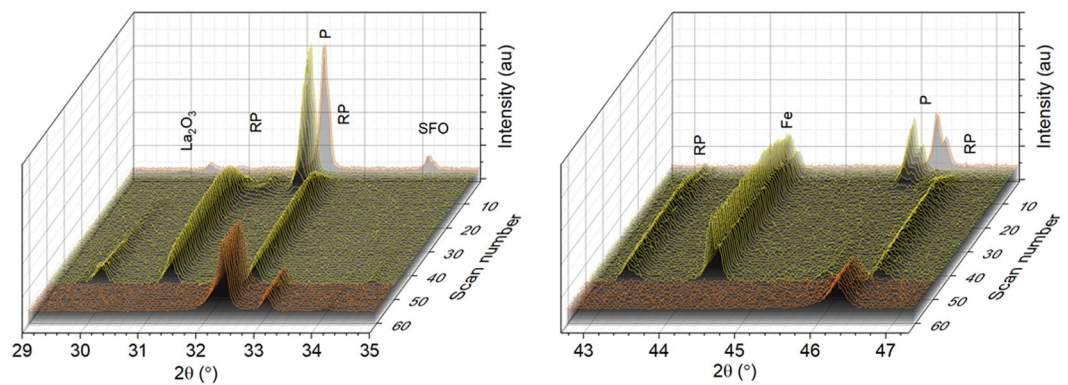 P
La₂O₃
RP
RP
SFO
Intensity (au)
10
20
30
40
50
60
Scan number
29
30
31
32
33
34
35
2θ (°)
P
Fe
RP
RP
Intensity (au)
10
20
30
40
50
60
Scan number
43
44
45
46
47
2θ (°)